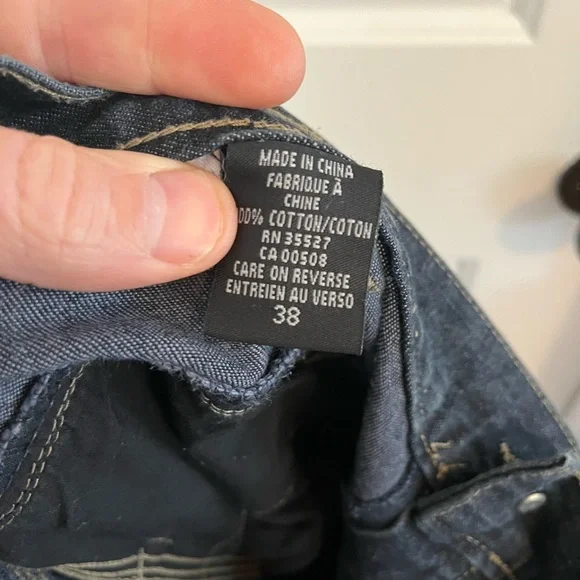 MADE IN CHINA
FABRIQUE À
CHINE
00% COTTON/COTON
RN 35527
CA 00508
CARE ON REVERSE
ENTREIEN AU VERSO
38